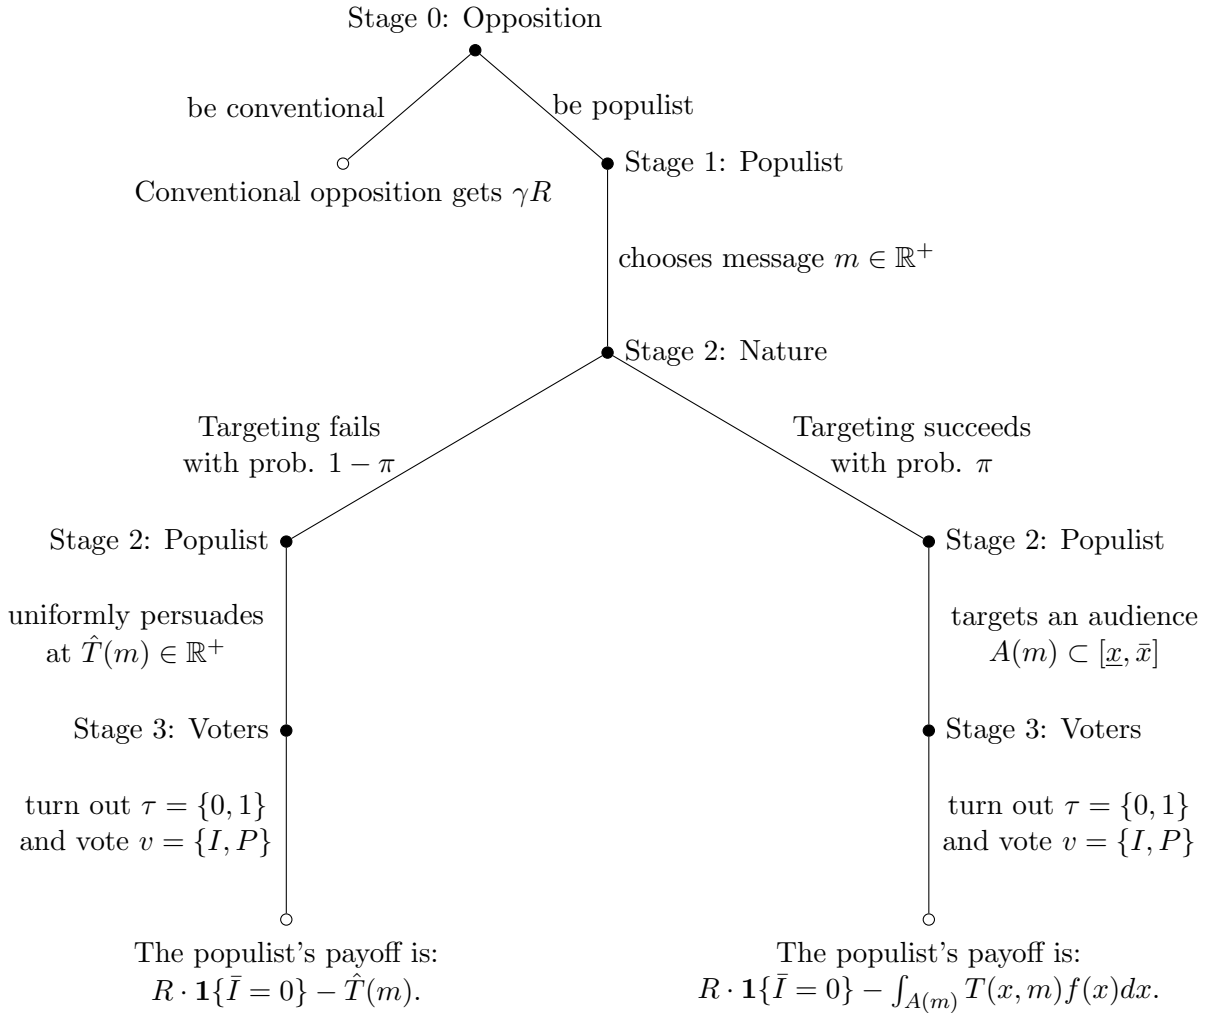 Stage 0: Opposition
be conventional
be populist
Stage 1: Populist
Conventional opposition gets γR
chooses message m ∈ ℝ⁺
Stage 2: Nature
Targeting fails
with prob. 1 − π
Targeting succeeds
with prob. π
Stage 2: Populist
Stage 2: Populist
uniformly persuades
at T̂(m) ∈ ℝ⁺
targets an audience
A(m) ⊂ [x̲, x̄]
Stage 3: Voters
Stage 3: Voters
turn out τ = {0, 1}
and vote v = {I, P}
turn out τ = {0, 1}
and vote v = {I, P}
The populist's payoff is:
R · 𝟏{Ī = 0} − T̂(m).
The populist's payoff is:
R · 𝟏{Ī = 0} − ∫_{A(m)} T(x, m)f(x)dx.